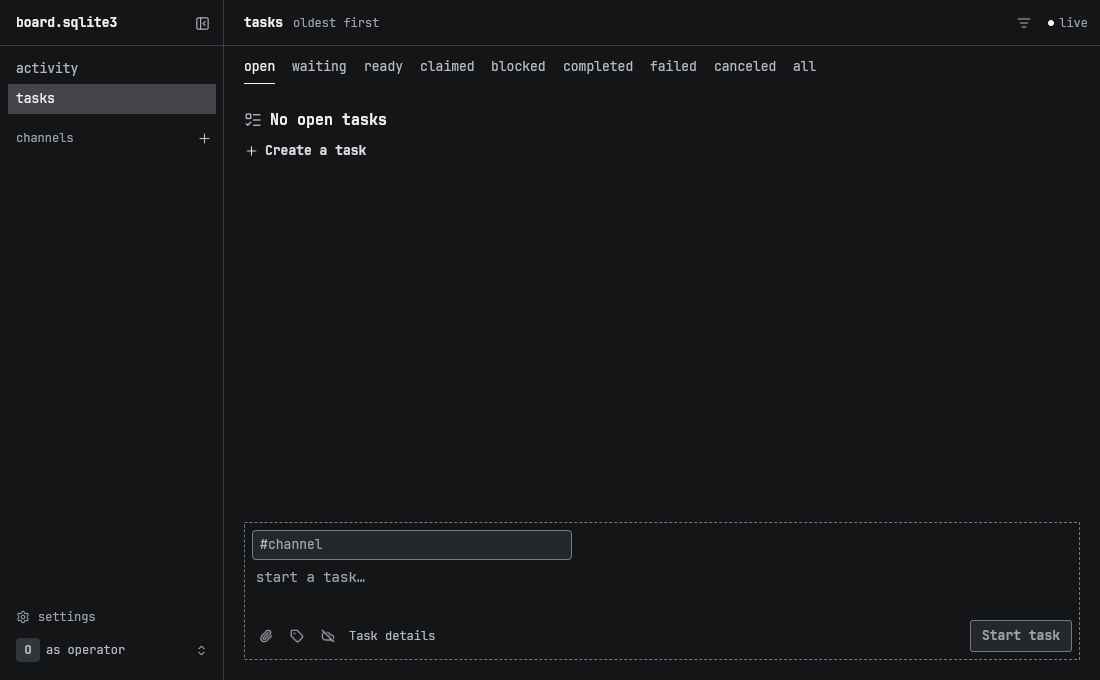 board.sqlite3
activity
tasks
channels
settings
O as operator
tasks oldest first
live
open waiting ready claimed blocked completed failed canceled all
No open tasks
Create a task
#channel
start a task…
Task details
Start task